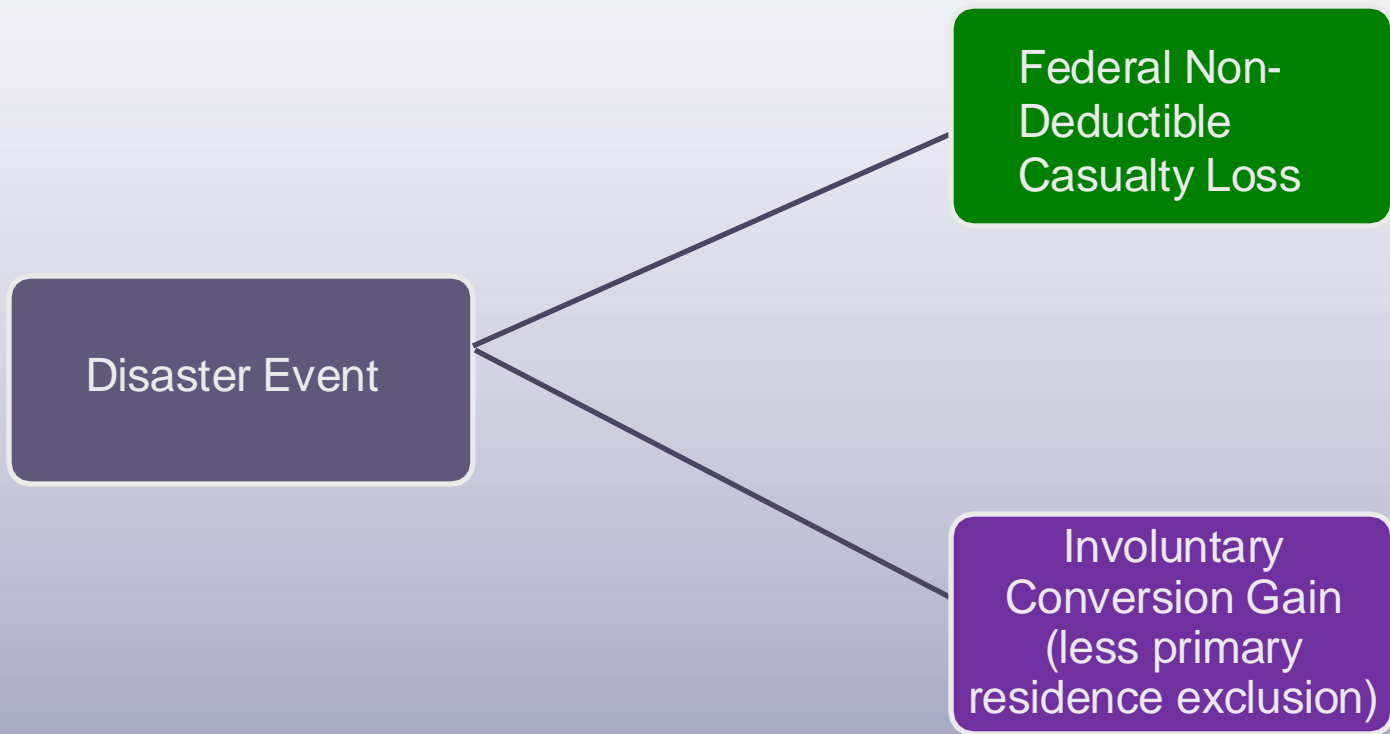 Federal Non-
Deductible
Casualty Loss
Disaster Event
Involuntary
Conversion Gain
(less primary
residence exclusion)